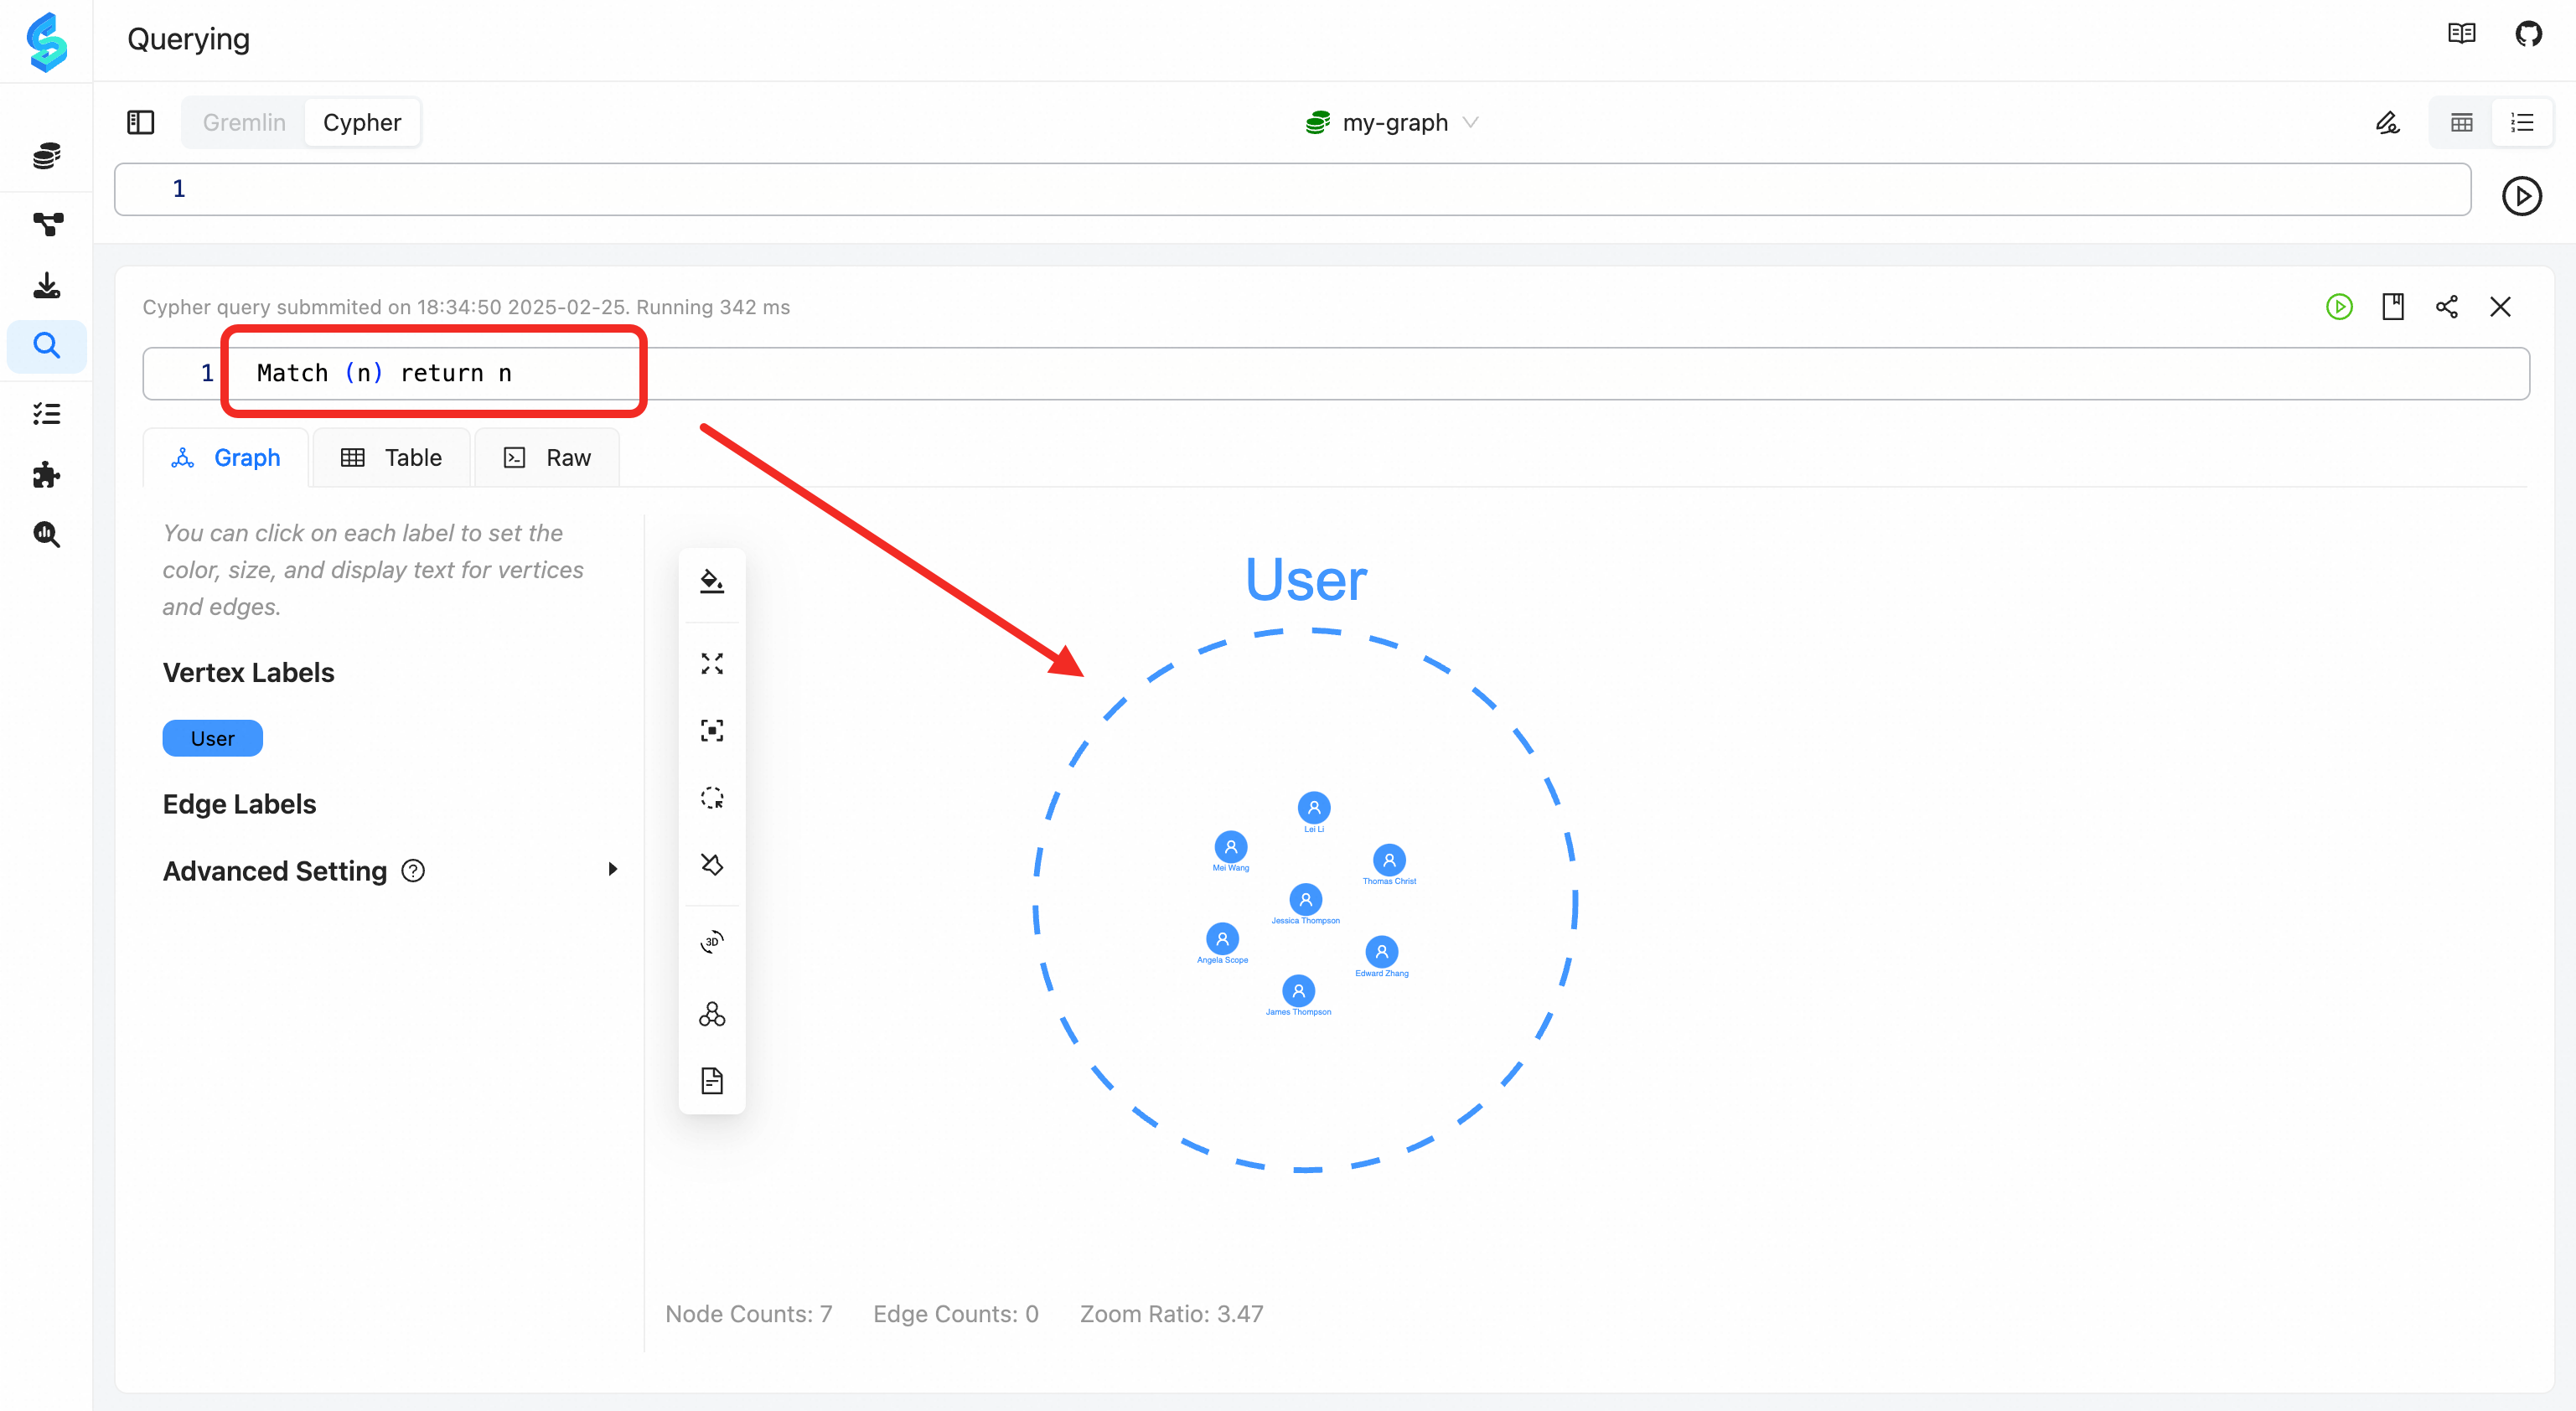 Querying
Gremlin
Cypher
my-graph
1
Cypher query submmited on 18:34:50 2025-02-25. Running 342 ms
1
Match (n) return n
Graph
Table
Raw
You can click on each label to set the
color, size, and display text for vertices
and edges.
Vertex Labels
User
Edge Labels
Advanced Setting
3D
User
Lei Li
Mei Wang
Thomas Christ
Jessica Thompson
Angela Scope
Edward Zhang
James Thompson
Node Counts: 7
Edge Counts: 0
Zoom Ratio: 3.47